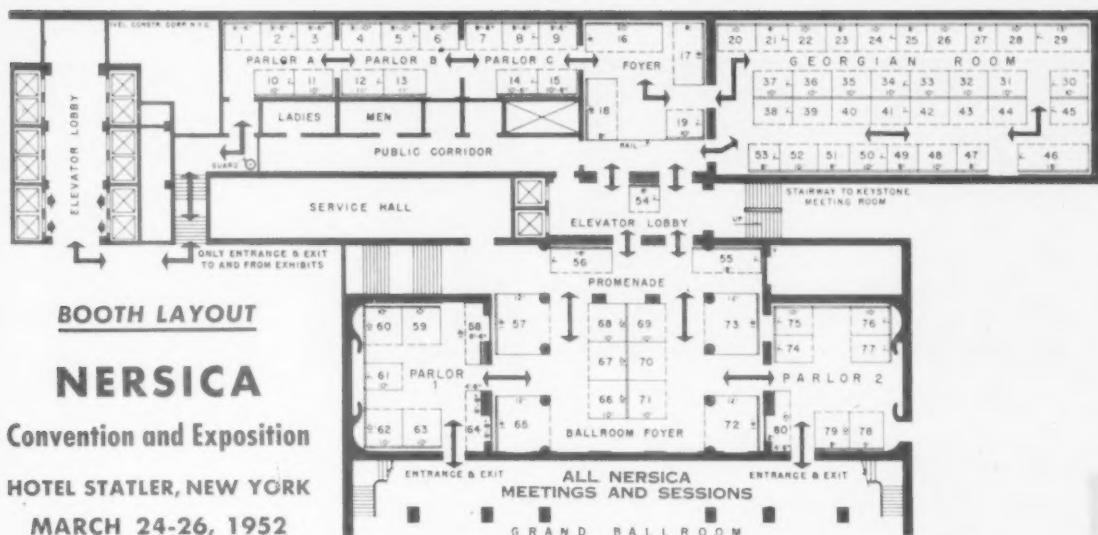 VEL. CONSTR. CORP. N.Y.C.
1 2 3 4 5 6 7 8 9 16 17 20 21 22 23 24 25 26 27 28 29
PARLOR A PARLOR B PARLOR C FOYER GEORGIAN ROOM
10 11 12 13 14 15 37 36 35 34 33 32 31 30
18 19 38 39 40 41 42 43 44 45
LADIES MEN
RAIL
PUBLIC CORRIDOR
GUARD
53 52 51 50 49 48 47 46
ELEVATOR LOBBY
SERVICE HALL
54
STAIRWAY TO KEYSTONE
MEETING ROOM
ELEVATOR LOBBY
UP
ONLY ENTRANCE & EXIT
TO AND FROM EXHIBITS
56 55
PROMENADE
BOOTH LAYOUT
NERSICA
Convention and Exposition
HOTEL STATLER, NEW YORK
MARCH 24-26, 1952
60 59 58 57 68 69 73 75 76
67 70 74 77
61 PARLOR 1
PARLOR 2
62 63 64 65 66 71 72 80 79 78
BALLROOM FOYER
ENTRANCE & EXIT
ALL NERSICA
MEETINGS AND SESSIONS
ENTRANCE & EXIT
GRAND BALLROOM